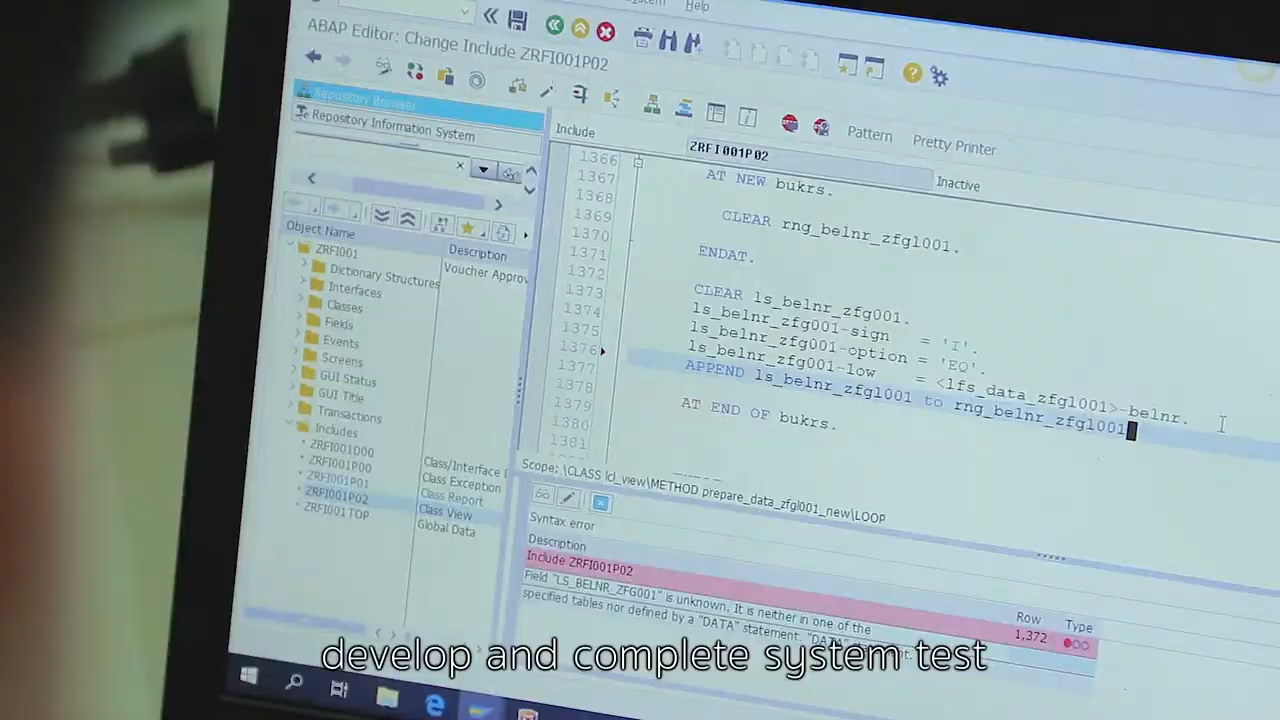 System Help
ABAP Editor: Change Include ZRFI001P02
Pattern Pretty Printer
Repository Browser
Repository Information System
Include ZRFI001P02 Inactive
Object Name Description
ZRFI001 Voucher Approv
Dictionary Structures
Interfaces
Classes
Fields
Events
Screens
GUI Status
GUI Title
Transactions
Includes
ZRFI001D00
ZRFI001P00 Class/Interface D
ZRFI001P01 Class Exception
ZRFI001P02 Class Report
ZRFI001TOP Class View
Global Data
1366
1367 AT NEW bukrs.
1368
1369 CLEAR rng_belnr_zfgl001.
1370
1371 ENDAT.
1372
1373 CLEAR ls_belnr_zfg001.
1374 ls_belnr_zfg001-sign = 'I'.
1375 ls_belnr_zfg001-option = 'EQ'.
1376 ls_belnr_zfg001-low = <lfs_data_zfgl001>-belnr.
1377 APPEND ls_belnr_zfgl001 to rng_belnr_zfgl001
1378
1379 AT END OF bukrs.
1380
1381
Scope: \CLASS lcl_view\METHOD prepare_data_zfgl001_new\LOOP
Syntax error
Description Row Type
Include ZRFI001P02 1,372
Field "LS_BELNR_ZFG001" is unknown. It is neither in one of the
specified tables nor defined by a "DATA" statement. "DATA"
develop and complete system test